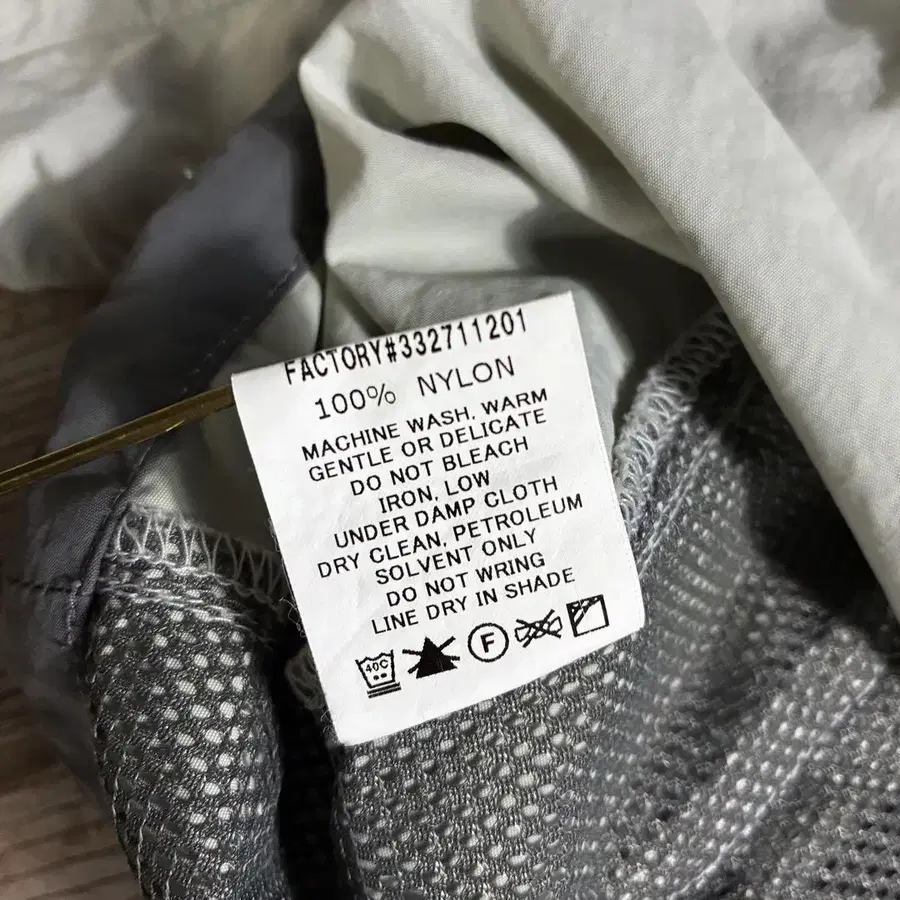 FACTORY#332711201
100% NYLON
MACHINE WASH, WARM
GENTLE OR DELICATE
DO NOT BLEACH
IRON, LOW
UNDER DAMP CLOTH
DRY CLEAN, PETROLEUM
SOLVENT ONLY
DO NOT WRING
LINE DRY IN SHADE
40C F